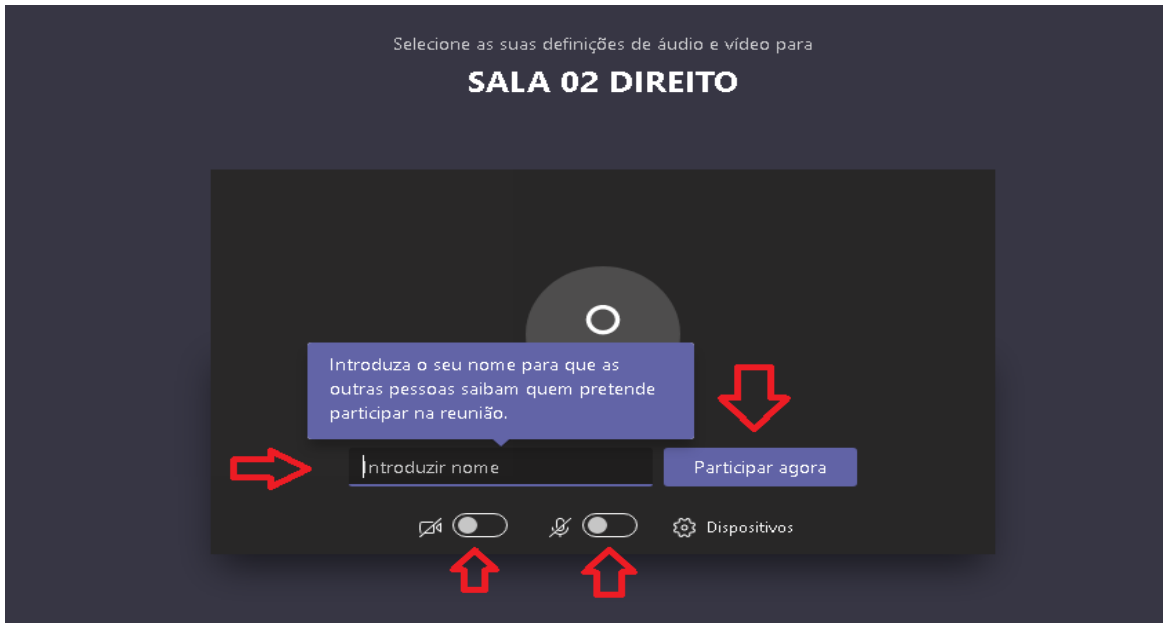 Selecione as suas definições de áudio e vídeo para
SALA 02 DIREITO
O
Introduza o seu nome para que as
outras pessoas saibam quem pretende
participar na reunião.
Introduzir nome
Participar agora
Dispositivos